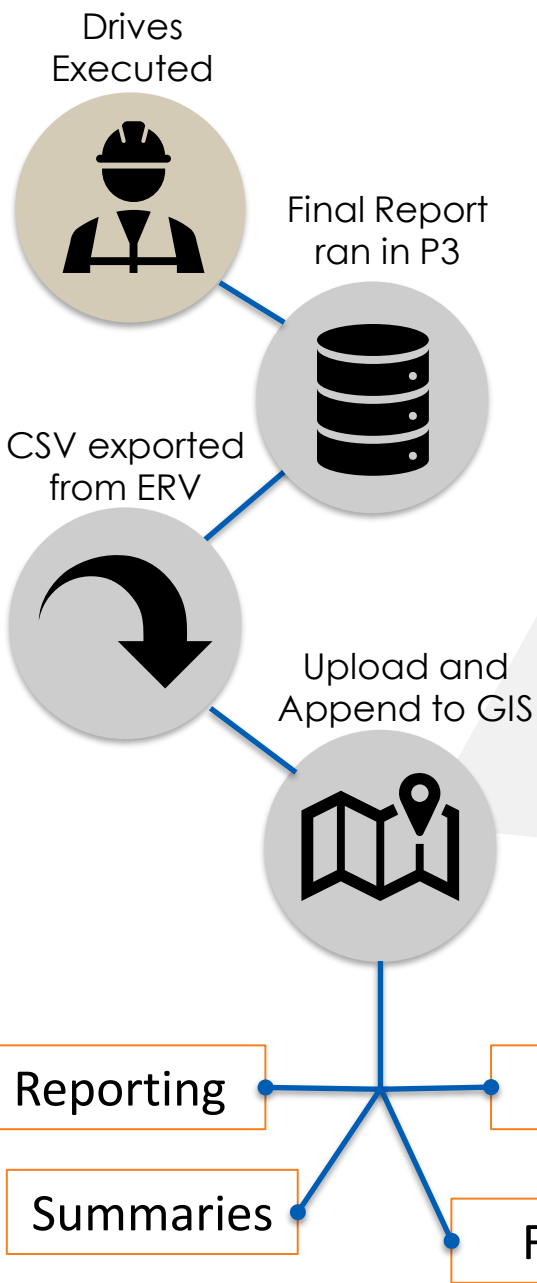 Drives
Executed
Final Report
ran in P3
CSV exported
from ERV
Upload and
Append to GIS
Reporting
Summaries